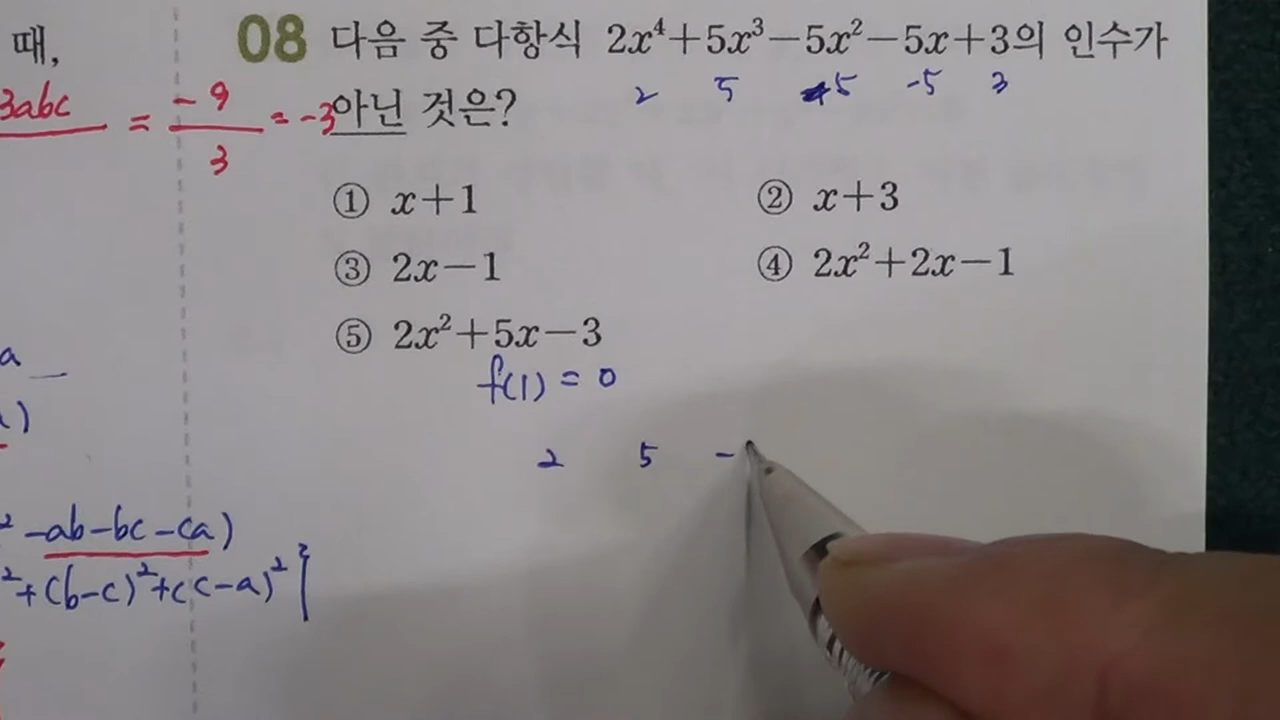 때,
3abc = -9/3 = -3
a
-ab-bc-ca)
²+(b-c)²+(c-a)²}
08 다음 중 다항식 2x⁴+5x³-5x²-5x+3의 인수가
2 5 -5 -5 3
아닌 것은?
① x+1 ② x+3
③ 2x-1 ④ 2x²+2x-1
⑤ 2x²+5x-3
f(1) = 0
2 5 -